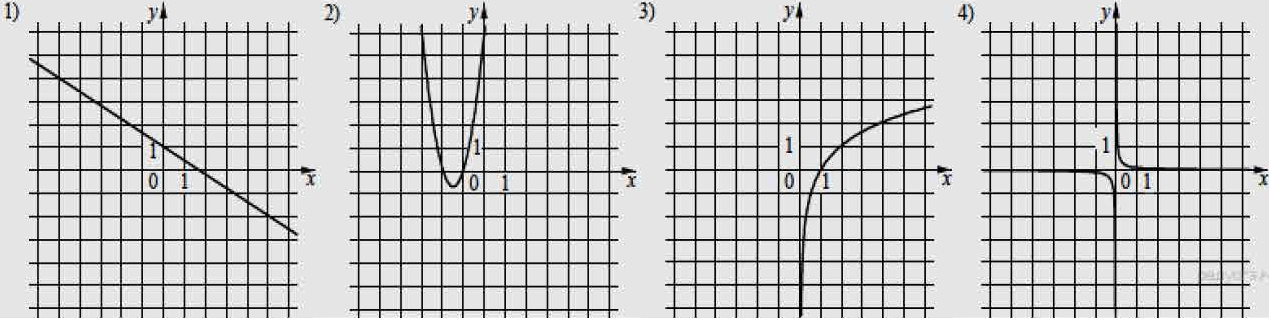 1) y 1 0 1 x
2) y 1 0 1 x
3) y 1 0 1 x
4) y 1 0 1 x